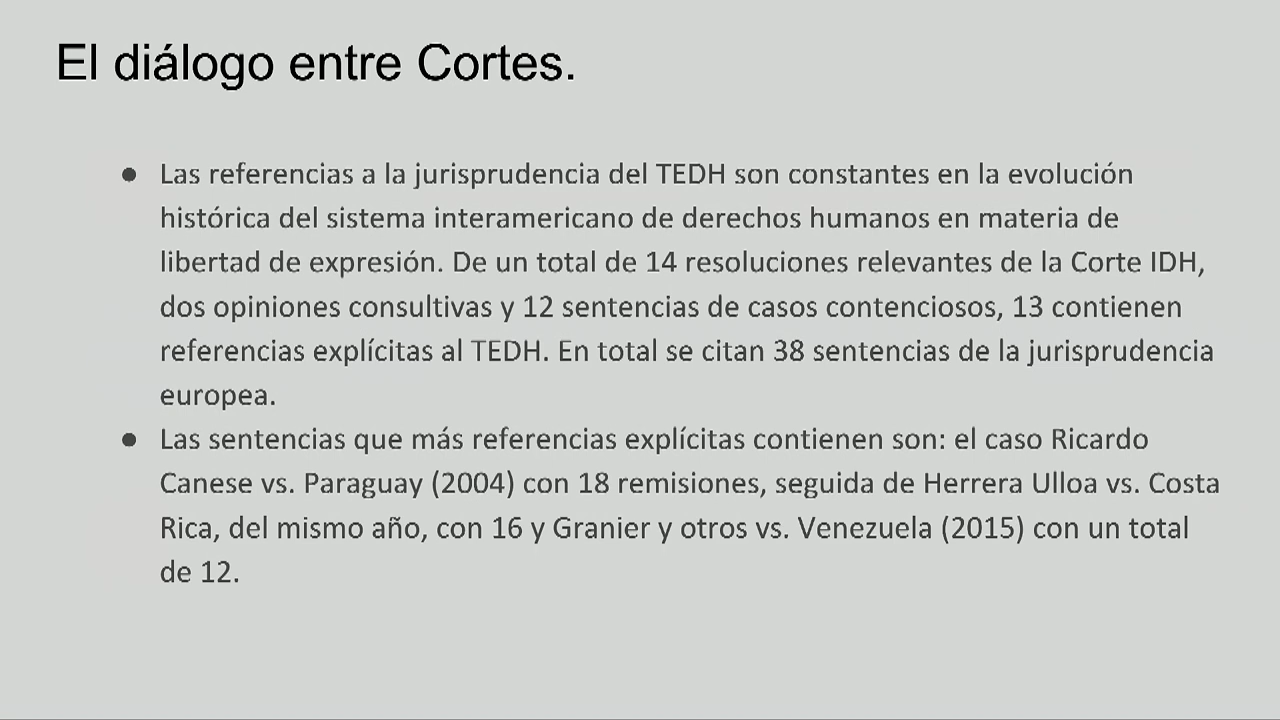 El diálogo entre Cortes.
● Las referencias a la jurisprudencia del TEDH son constantes en la evolución
histórica del sistema interamericano de derechos humanos en materia de
libertad de expresión. De un total de 14 resoluciones relevantes de la Corte IDH,
dos opiniones consultivas y 12 sentencias de casos contenciosos, 13 contienen
referencias explícitas al TEDH. En total se citan 38 sentencias de la jurisprudencia
europea.
● Las sentencias que más referencias explícitas contienen son: el caso Ricardo
Canese vs. Paraguay (2004) con 18 remisiones, seguida de Herrera Ulloa vs. Costa
Rica, del mismo año, con 16 y Granier y otros vs. Venezuela (2015) con un total
de 12.